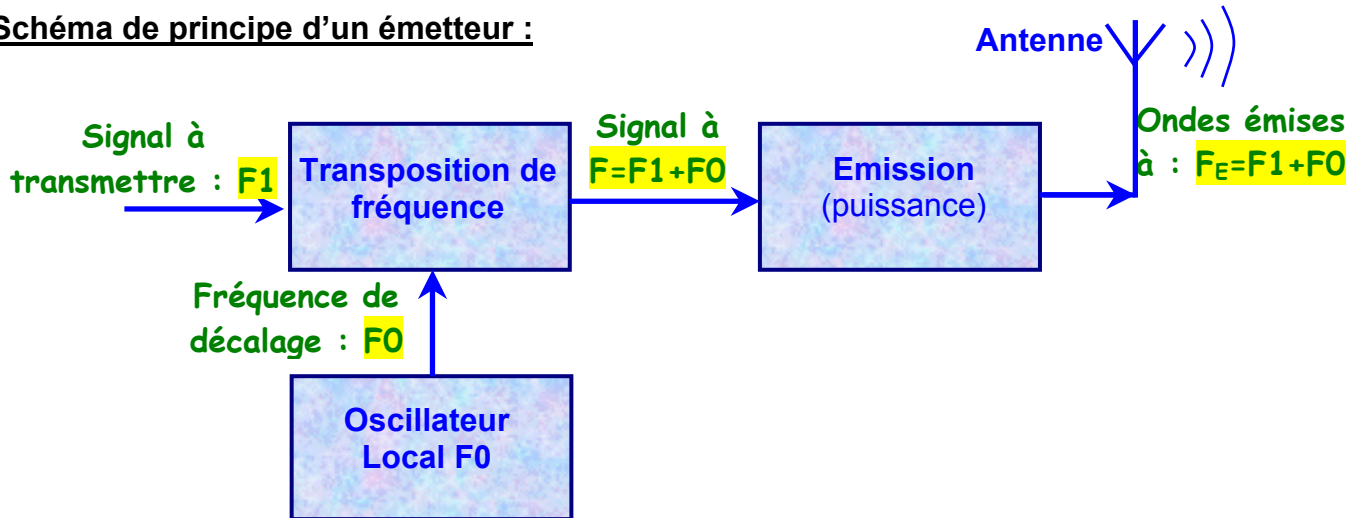 Schéma de principe d’un émetteur :
Antenne
Signal à
transmettre : F1
Transposition de
fréquence
Signal à
F=F1+F0
Emission
(puissance)
Ondes émises
à : FE=F1+F0
Fréquence de
décalage : F0
Oscillateur
Local F0